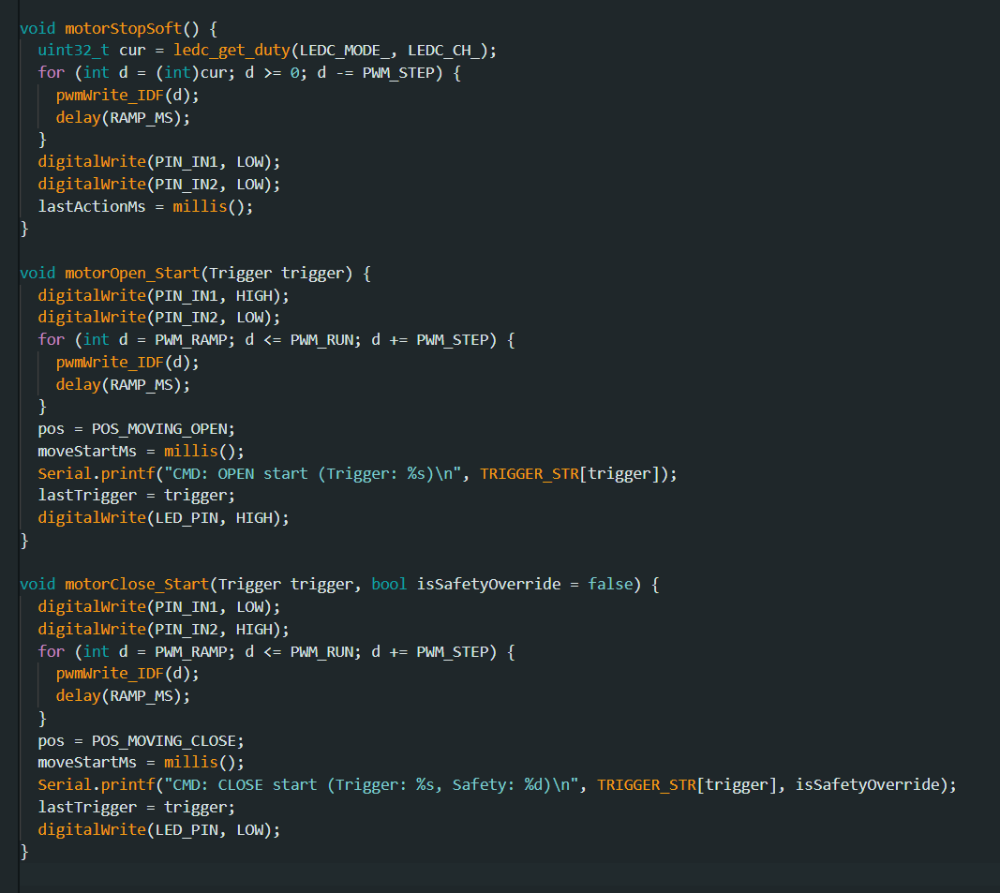 void motorStopSoft() {
  uint32_t cur = ledc_get_duty(LEDC_MODE_, LEDC_CH_);
  for (int d = (int)cur; d >= 0; d -= PWM_STEP) {
    pwmWrite_IDF(d);
    delay(RAMP_MS);
  }
  digitalWrite(PIN_IN1, LOW);
  digitalWrite(PIN_IN2, LOW);
  lastActionMs = millis();
}

void motorOpen_Start(Trigger trigger) {
  digitalWrite(PIN_IN1, HIGH);
  digitalWrite(PIN_IN2, LOW);
  for (int d = PWM_RAMP; d <= PWM_RUN; d += PWM_STEP) {
    pwmWrite_IDF(d);
    delay(RAMP_MS);
  }
  pos = POS_MOVING_OPEN;
  moveStartMs = millis();
  Serial.printf("CMD: OPEN start (Trigger: %s)\n", TRIGGER_STR[trigger]);
  lastTrigger = trigger;
  digitalWrite(LED_PIN, HIGH);
}

void motorClose_Start(Trigger trigger, bool isSafetyOverride = false) {
  digitalWrite(PIN_IN1, LOW);
  digitalWrite(PIN_IN2, HIGH);
  for (int d = PWM_RAMP; d <= PWM_RUN; d += PWM_STEP) {
    pwmWrite_IDF(d);
    delay(RAMP_MS);
  }
  pos = POS_MOVING_CLOSE;
  moveStartMs = millis();
  Serial.printf("CMD: CLOSE start (Trigger: %s, Safety: %d)\n", TRIGGER_STR[trigger], isSafetyOverride);
  lastTrigger = trigger;
  digitalWrite(LED_PIN, LOW);
}